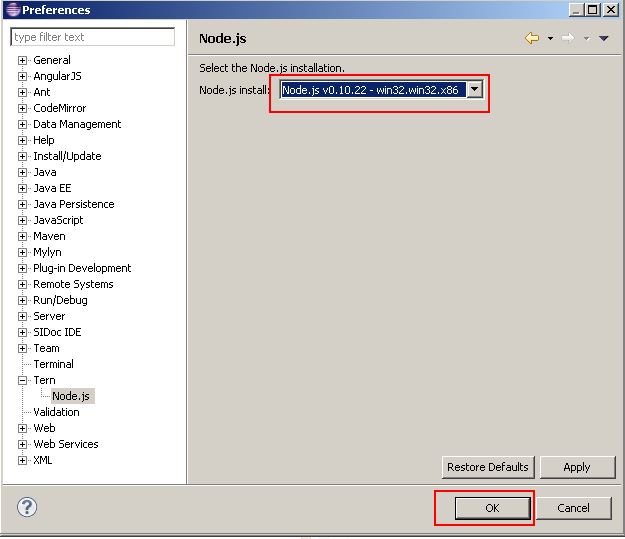 Preferences
type filter text
General
AngularJS
Ant
CodeMirror
Data Management
Help
Install/Update
Java
Java EE
Java Persistence
JavaScript
Maven
Mylyn
Plug-in Development
Remote Systems
Run/Debug
Server
SIDoc IDE
Team
Terminal
Tern
Node.js
Validation
Web
Web Services
XML
Node.js
Select the Node.js installation.
Node.js install: Node.js v0.10.22 - win32.win32.x86
Restore Defaults Apply
? OK Cancel